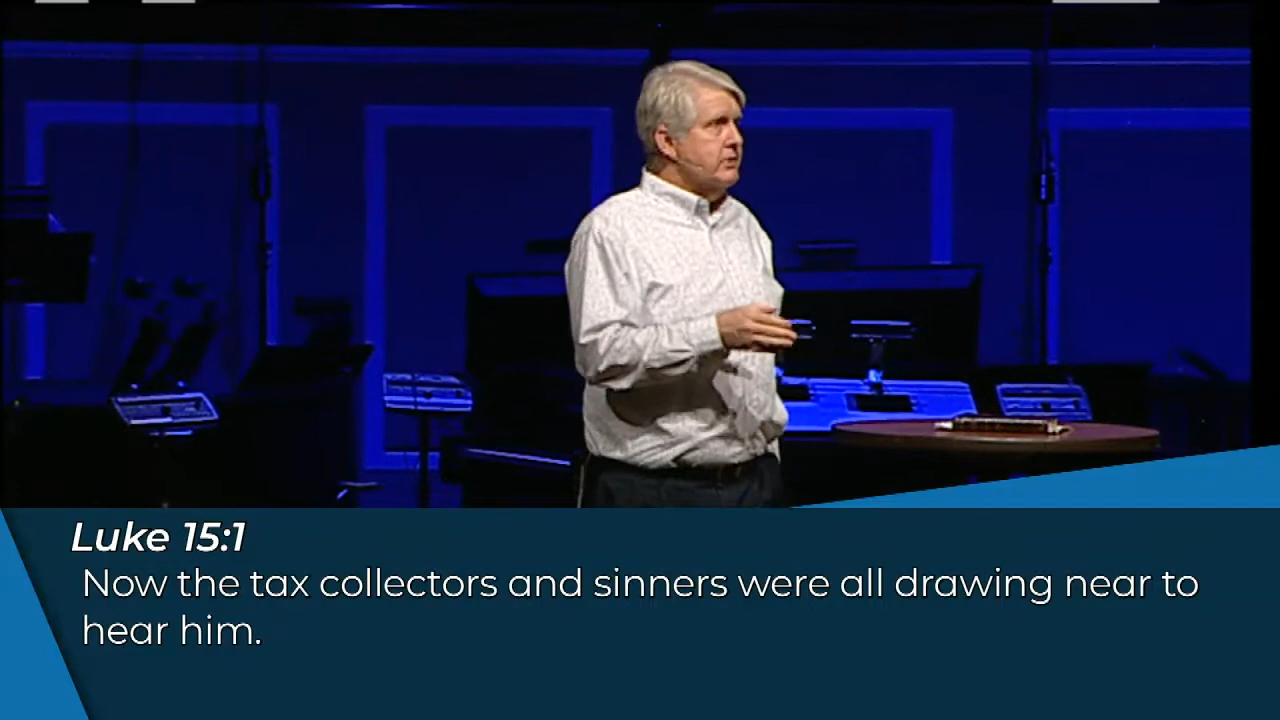 Luke 15:1
Now the tax collectors and sinners were all drawing near to
hear him.